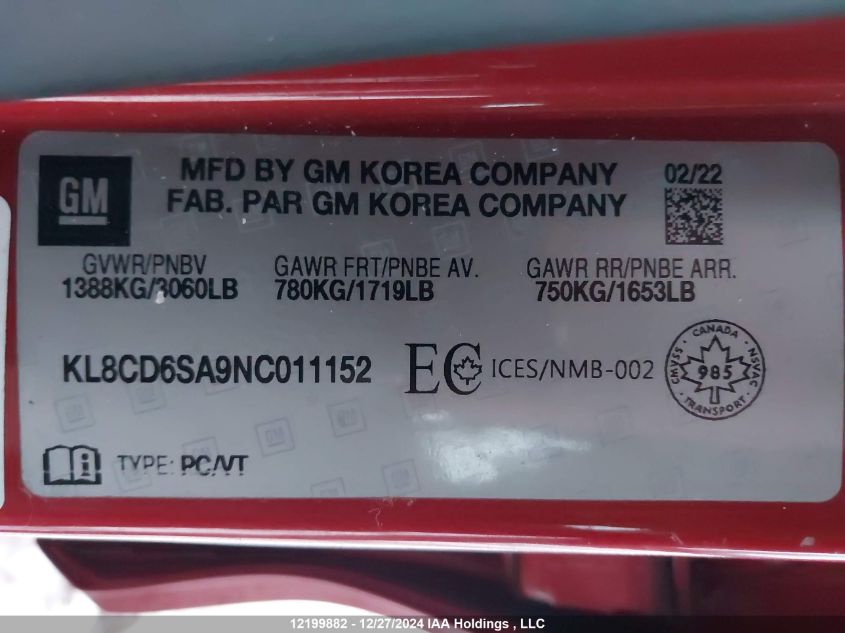 GM
MFD BY GM KOREA COMPANY 02/22
FAB. PAR GM KOREA COMPANY
GVWR/PNBV GAWR FRT/PNBE AV. GAWR RR/PNBE ARR.
1388KG/3060LB 780KG/1719LB 750KG/1653LB
KL8CD6SA9NC011152 EC ICES/NMB-002
CANADA
CMVSS 985 NSVAC
TRANSPORT
TYPE: PC/VT
12199882 - 12/27/2024 IAA Holdings , LLC